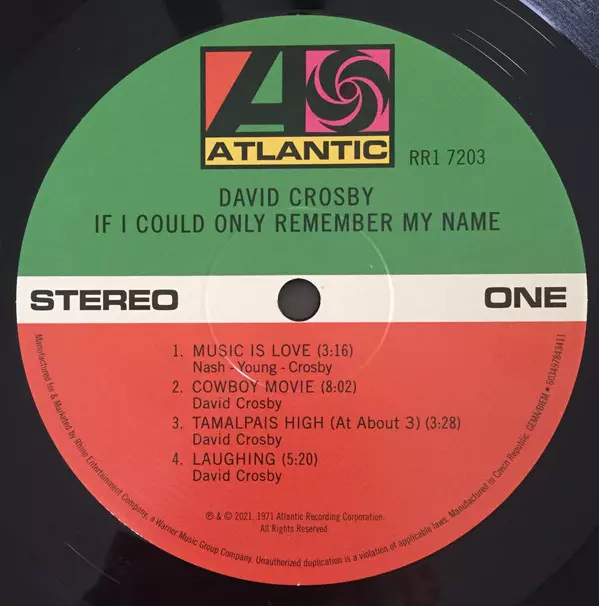 ATLANTIC
RR1 7203
DAVID CROSBY
IF I COULD ONLY REMEMBER MY NAME
STEREO
ONE
1. MUSIC IS LOVE (3:16)
Nash - Young - Crosby
2. COWBOY MOVIE (8:02)
David Crosby
3. TAMALPAIS HIGH (At About 3) (3:28)
David Crosby
4. LAUGHING (5:20)
David Crosby
℗ & © 2021, 1971 Atlantic Recording Corporation.
All Rights Reserved.
Manufactured for & Marketed by Rhino Entertainment Company, a Warner Music Group Company. Unauthorized duplication is a violation of applicable laws. Manufactured in Czech Republic. GEMA/BIEM. • 603497843411